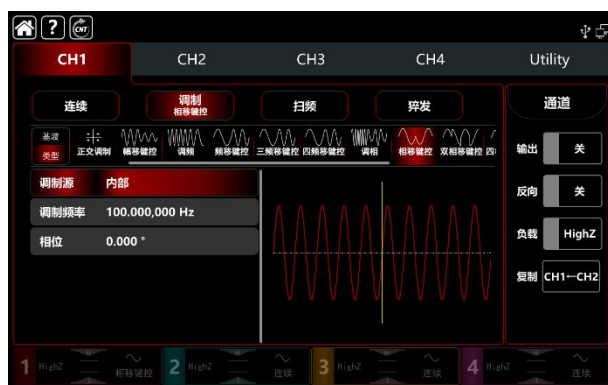 ? CNT
CH1 CH2 CH3 CH4 Utility
连续 调制 扫频 猝发 通道
相移键控
基波
类型 正交调制 幅移键控 调频 频移键控 三频移键控 四频移键控 调相 相移键控 双相移键控
输出 关
调制源 内部
反向 关
调制频率 100.000,000 Hz
相位 0.000 °
负载 HighZ
复制 CH1←CH2
1 HighZ 相移键控 2 HighZ 连续 3 HighZ 连续 4 HighZ 连续